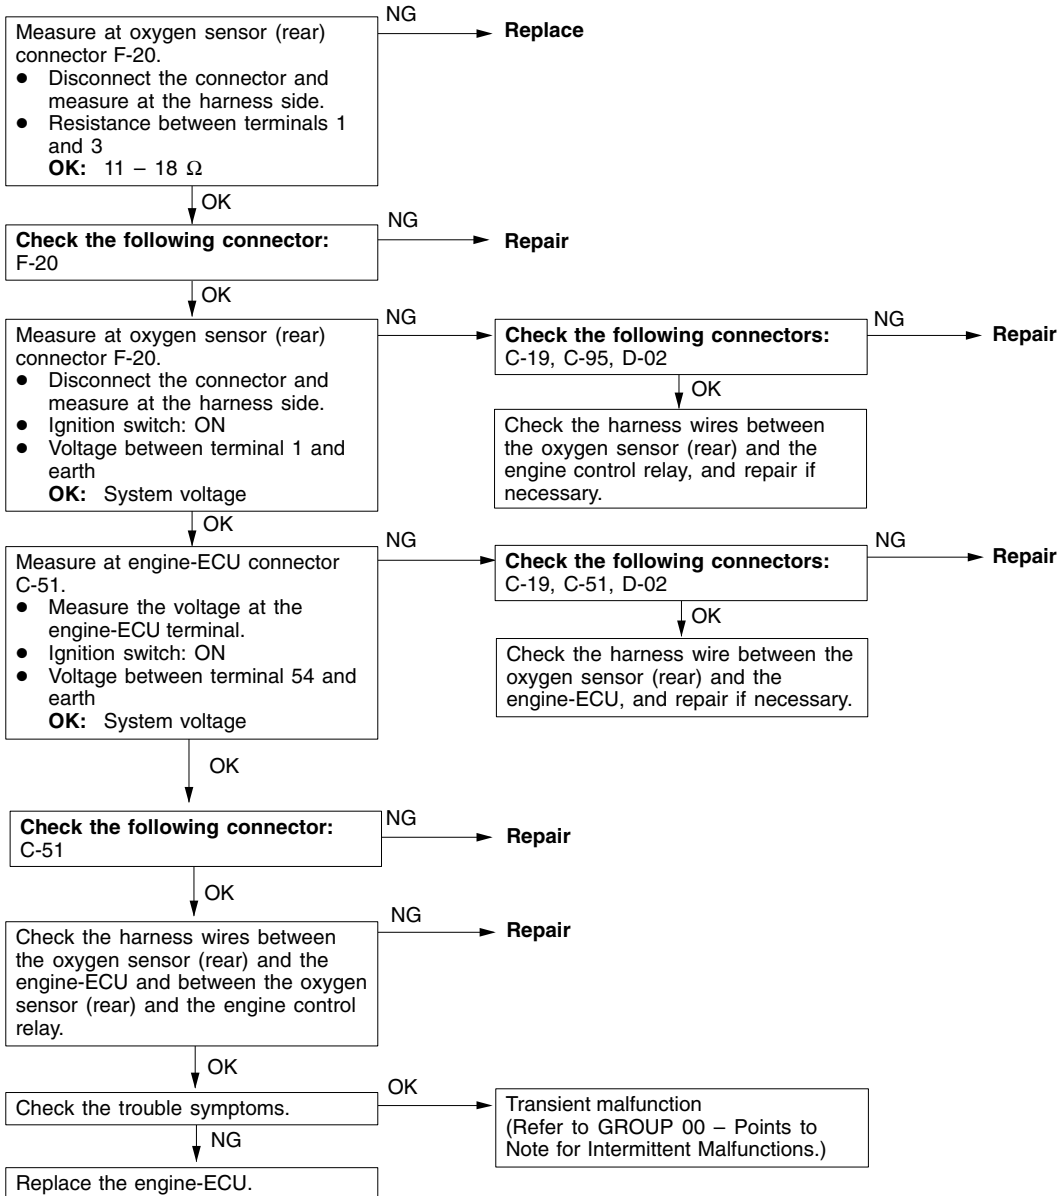 NG
Measure at oxygen sensor (rear)
connector F-20.
● Disconnect the connector and
measure at the harness side.
● Resistance between terminals 1
and 3
OK: 11 – 18 Ω
Replace
OK
NG
Check the following connector:
F-20
Repair
OK
NG
Measure at oxygen sensor (rear)
connector F-20.
● Disconnect the connector and
measure at the harness side.
● Ignition switch: ON
● Voltage between terminal 1 and
earth
OK: System voltage
Check the following connectors:
C-19, C-95, D-02
NG
Repair
OK
Check the harness wires between
the oxygen sensor (rear) and the
engine control relay, and repair if
necessary.
OK
NG
Measure at engine-ECU connector
C-51.
● Measure the voltage at the
engine-ECU terminal.
● Ignition switch: ON
● Voltage between terminal 54 and
earth
OK: System voltage
Check the following connectors:
C-19, C-51, D-02
NG
Repair
OK
Check the harness wire between the
oxygen sensor (rear) and the
engine-ECU, and repair if necessary.
OK
Check the following connector:
C-51
NG
Repair
OK
NG
Check the harness wires between
the oxygen sensor (rear) and the
engine-ECU and between the oxygen
sensor (rear) and the engine control
relay.
Repair
OK
Check the trouble symptoms.
OK
Transient malfunction
(Refer to GROUP 00 – Points to
Note for Intermittent Malfunctions.)
NG
Replace the engine-ECU.